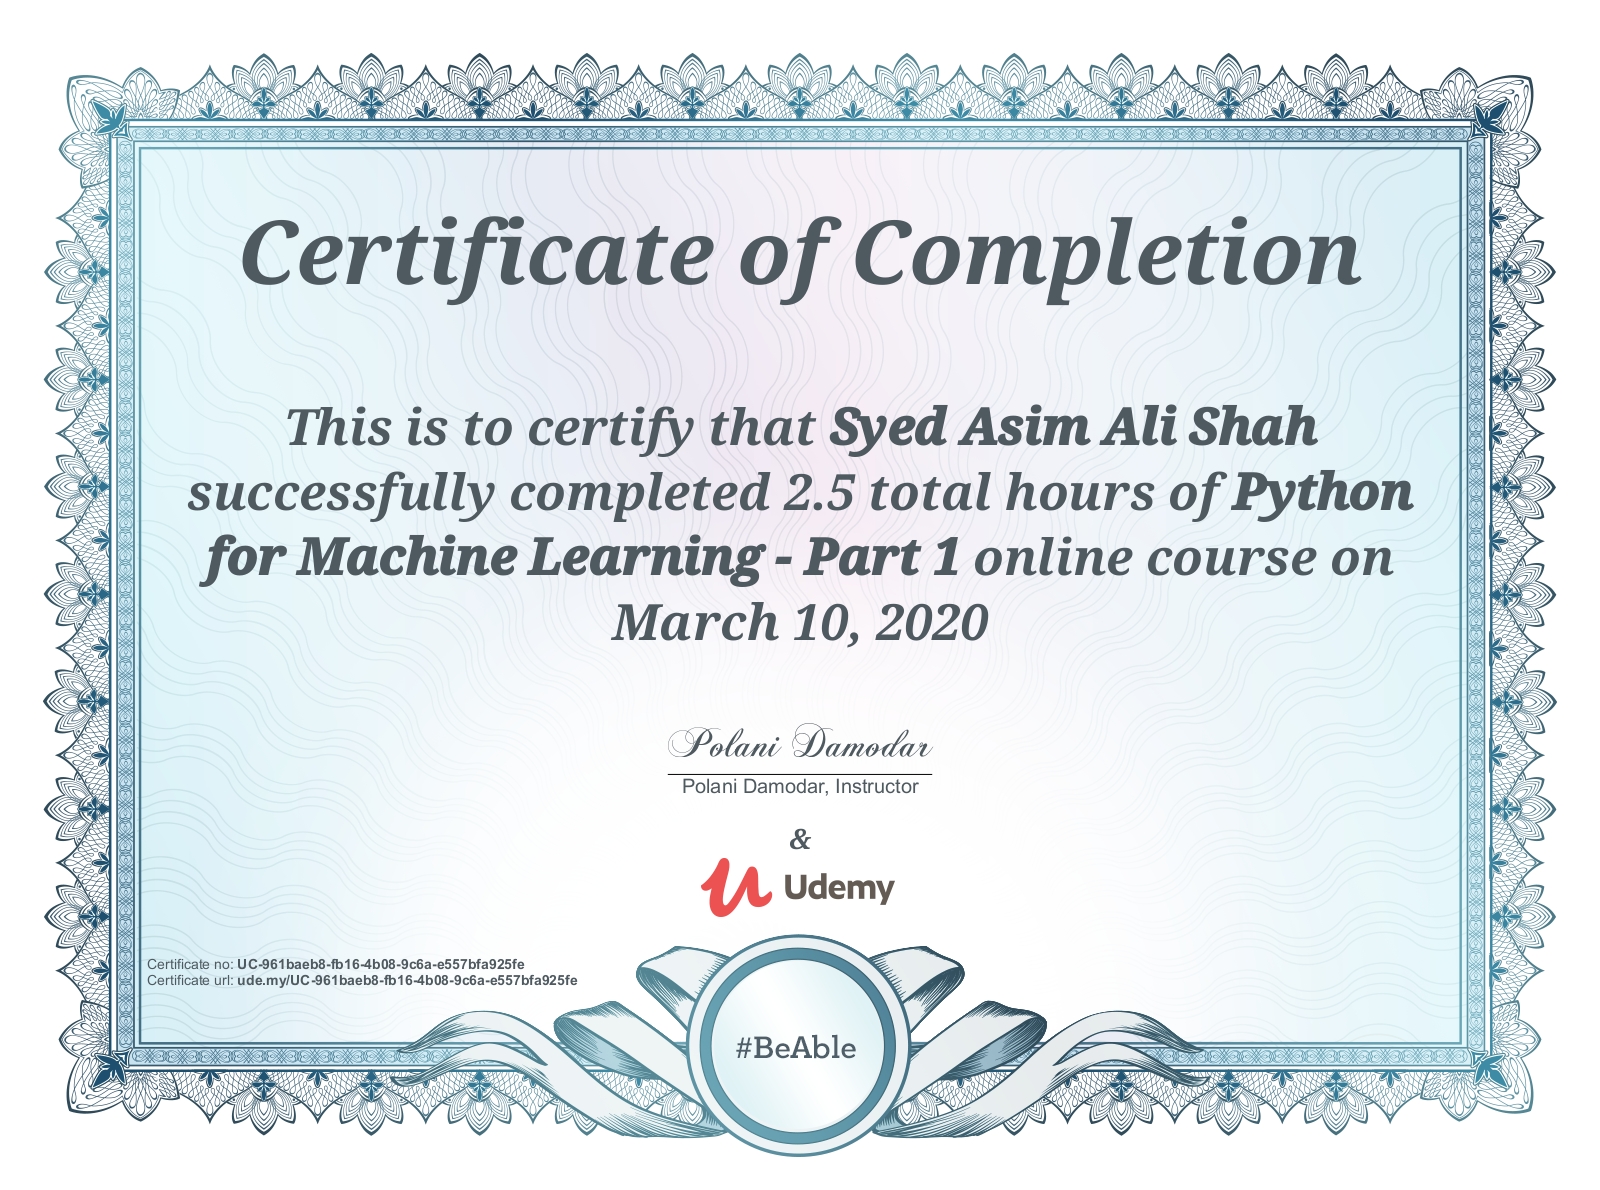 Certificate of Completion
This is to certify that Syed Asim Ali Shah
successfully completed 2.5 total hours of Python
for Machine Learning - Part 1 online course on
March 10, 2020
Polani Damodar
Polani Damodar, Instructor
&
Udemy
Certificate no: UC-961baeb8-fb16-4b08-9c6a-e557bfa925fe
Certificate url: ude.my/UC-961baeb8-fb16-4b08-9c6a-e557bfa925fe
#BeAble